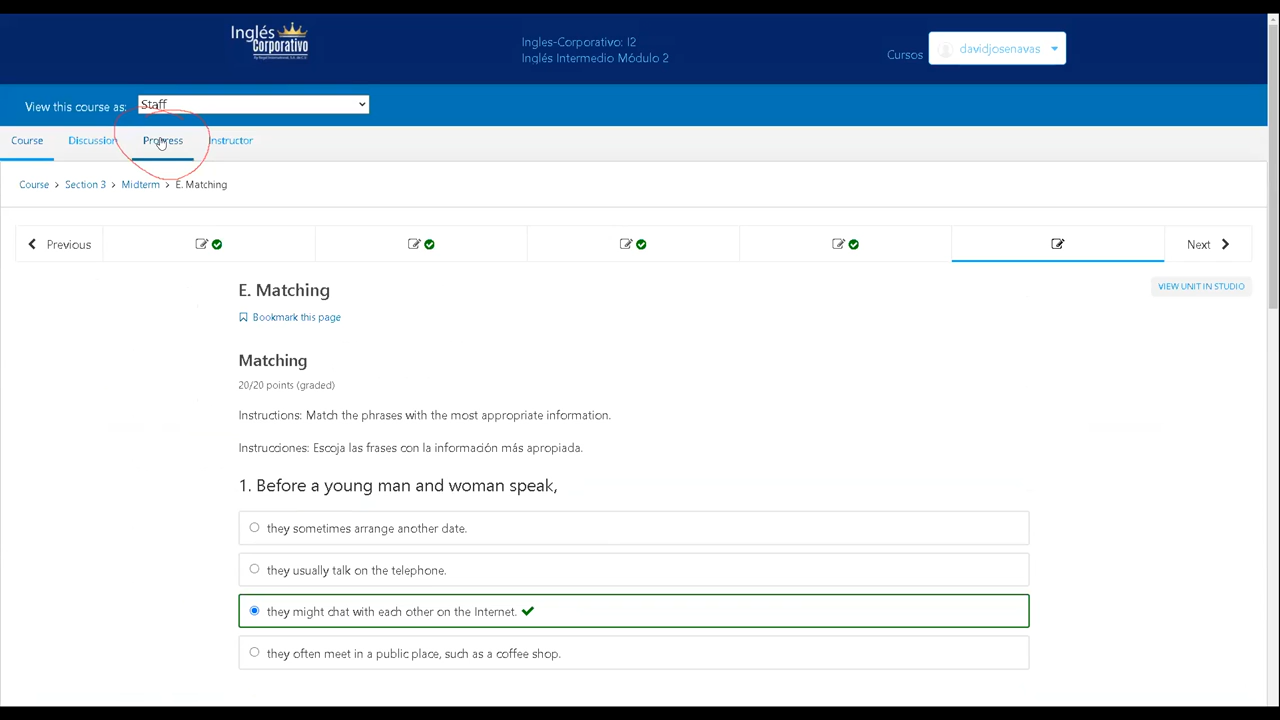 Inglés
Corporativo
Ingles-Corporativo: I2
Inglés Intermedio Módulo 2
Cursos
davidjosenavas
View this course as:
Staff
Course
Discussion
Progress
Instructor
Course > Section 3 > Midterm > E. Matching
Previous
Next
E. Matching
VIEW UNIT IN STUDIO
Bookmark this page
Matching
20/20 points (graded)
Instructions: Match the phrases with the most appropriate information.
Instrucciones: Escoja las frases con la información más apropiada.
1. Before a young man and woman speak,
they sometimes arrange another date.
they usually talk on the telephone.
they might chat with each other on the Internet.
they often meet in a public place, such as a coffee shop.